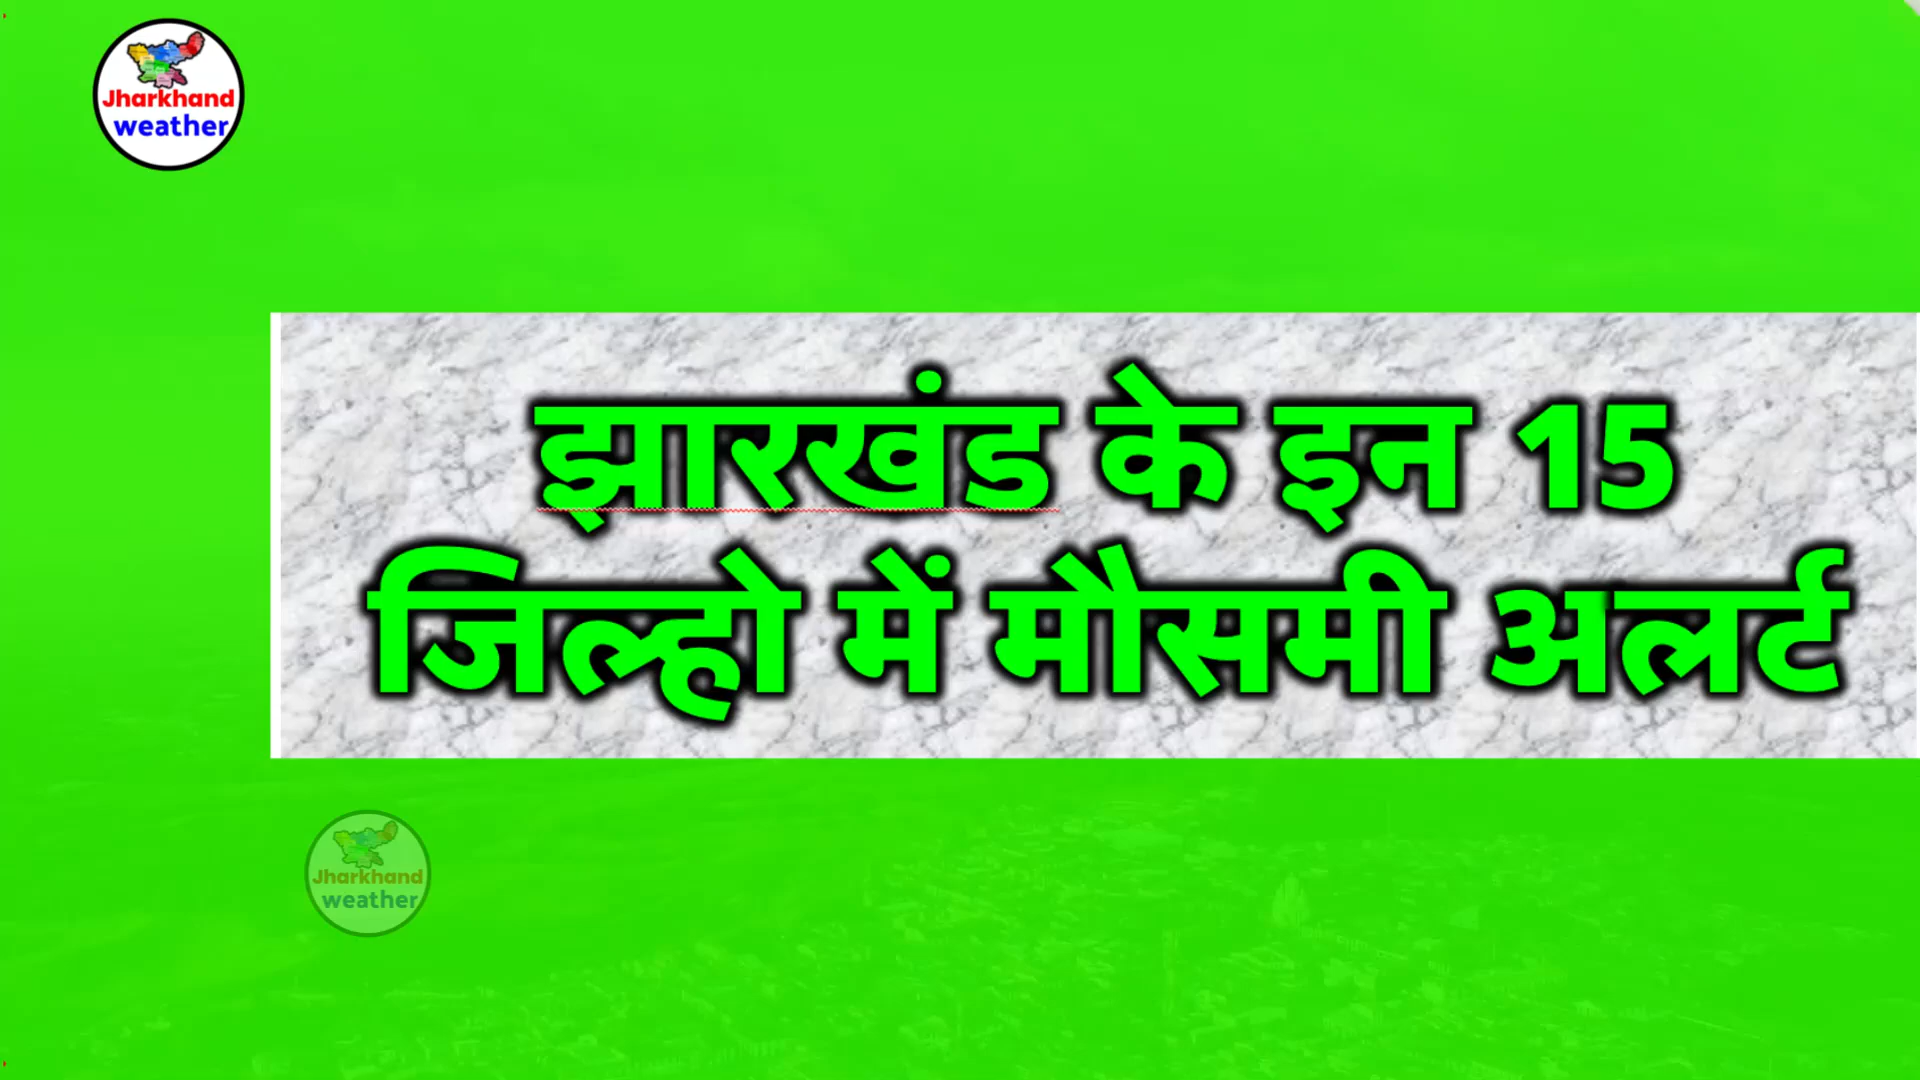 Jharkhand
weather
झारखंड के इन 15
जिल्हो में मौसमी अलर्ट
Jharkhand
weather